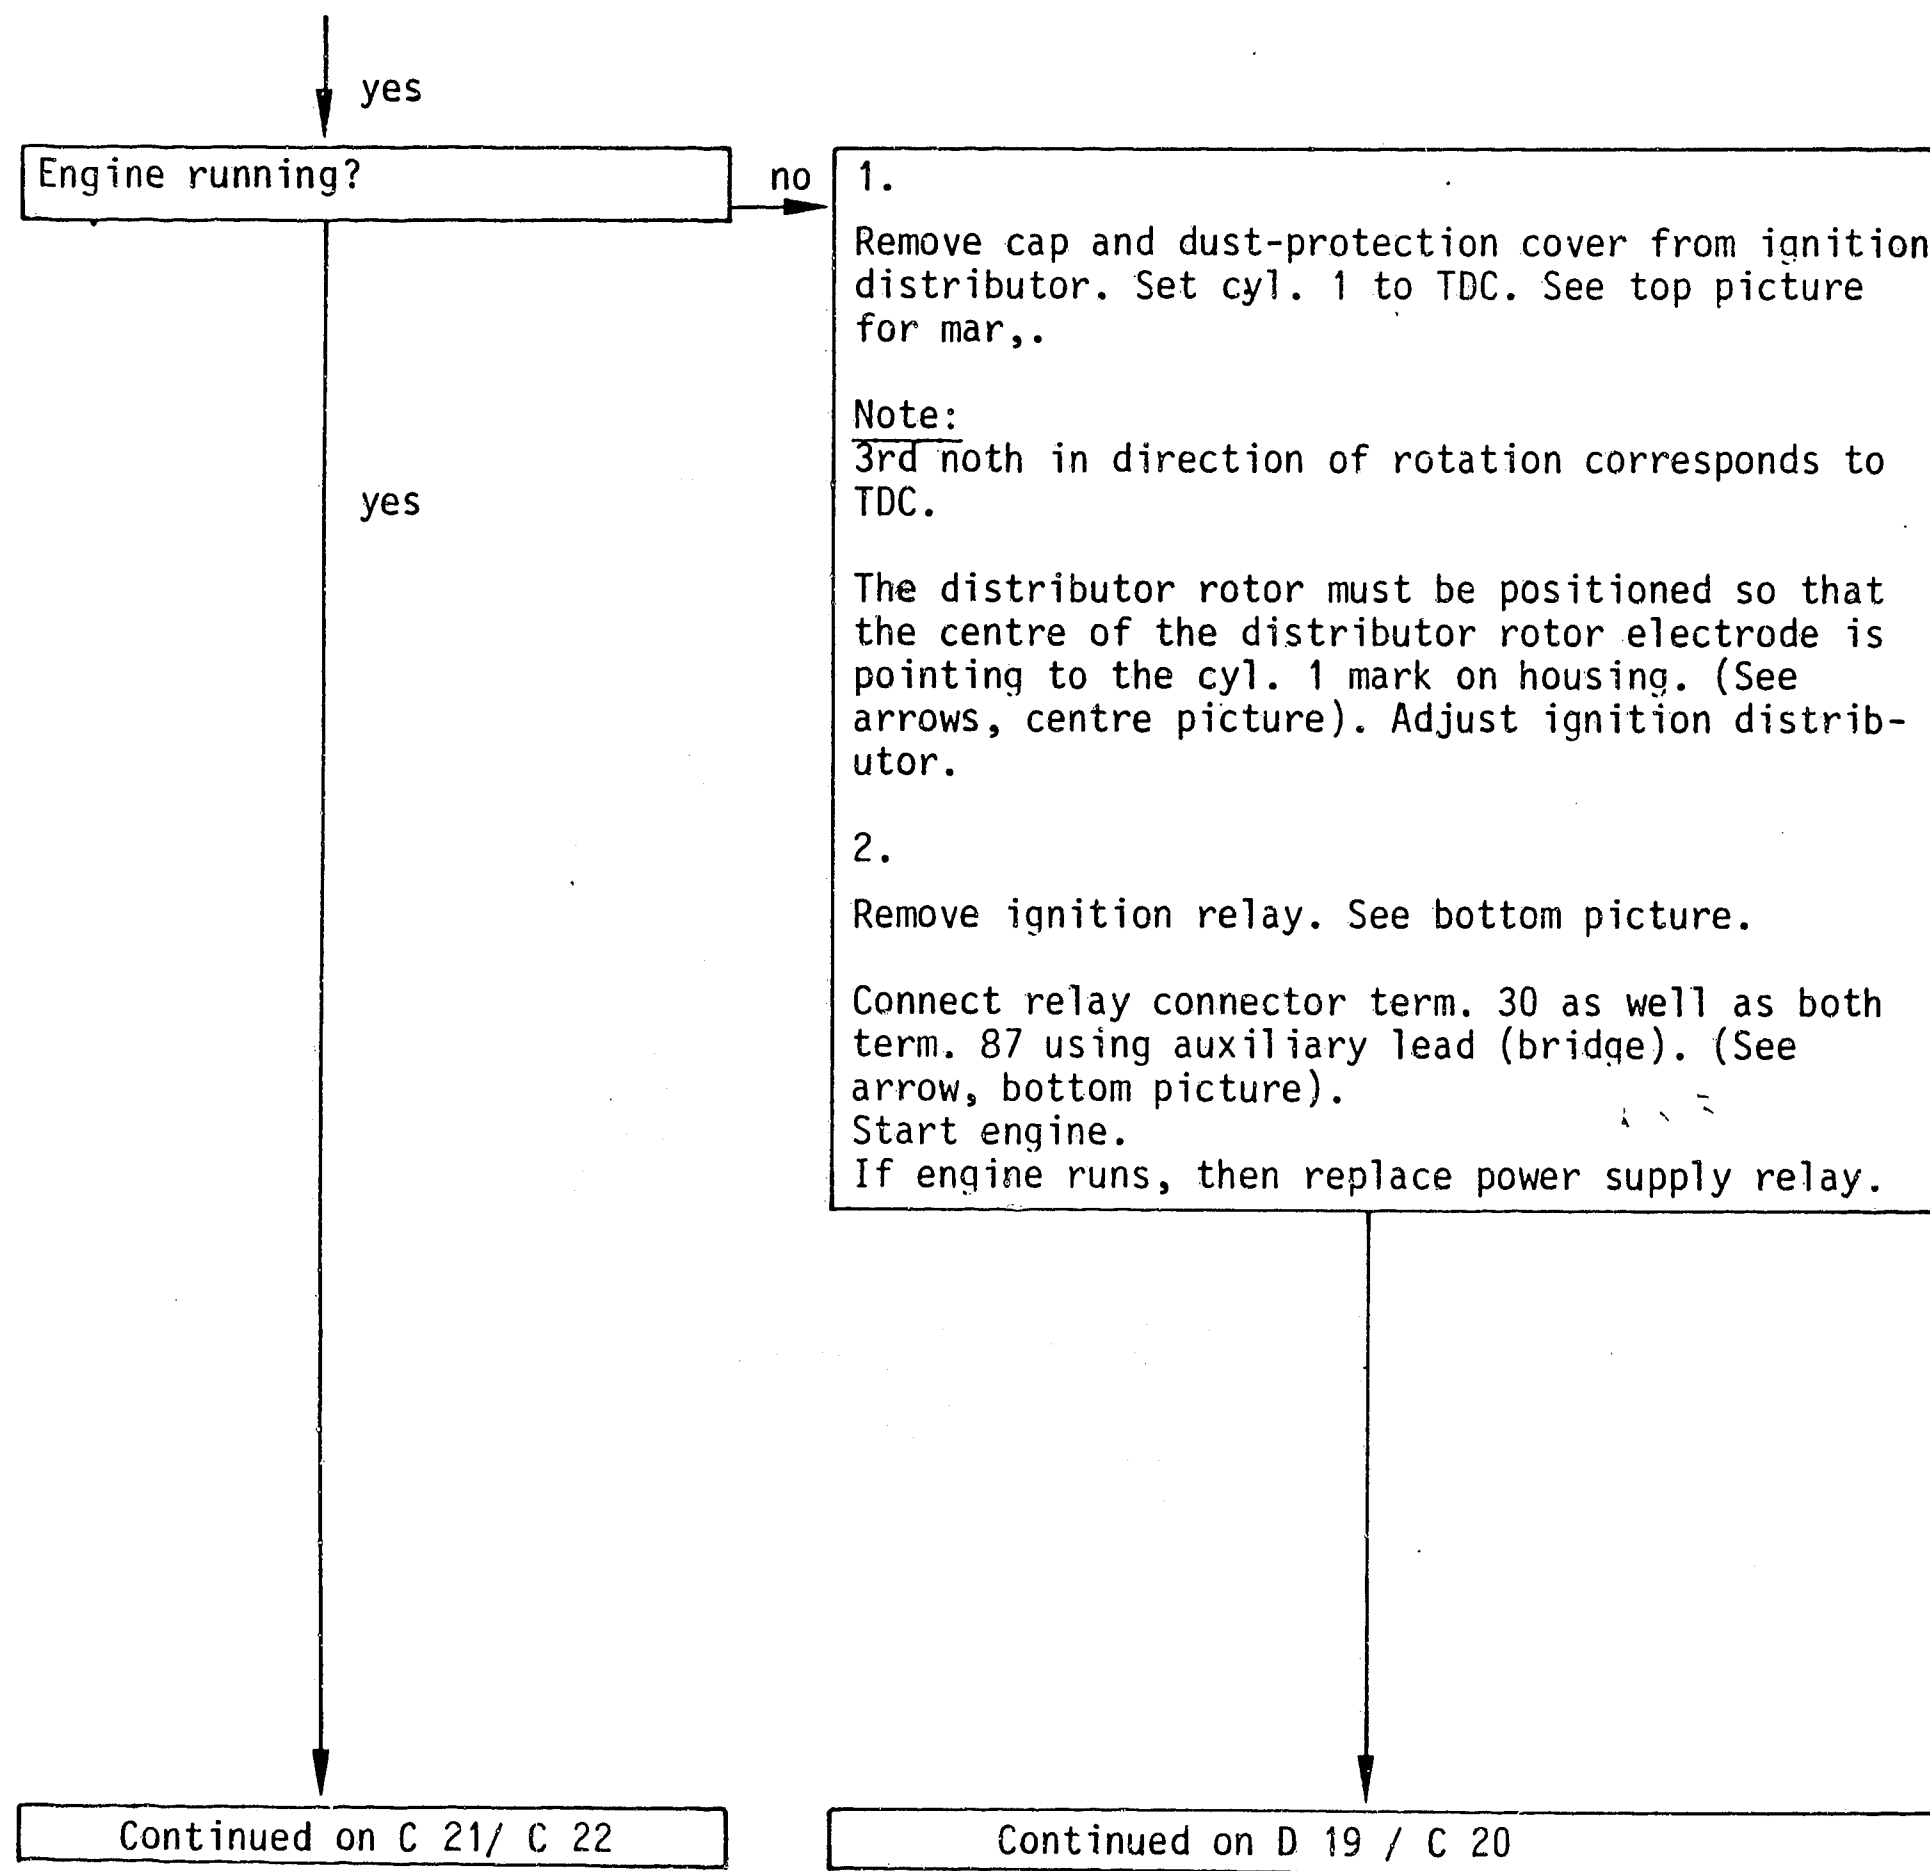 yes
Engine running?
no
1.
Remove cap and dust-protection cover from ignition
distributor. Set cyl. 1 to TDC. See top picture
for mar,.
Note:
3rd noth in direction of rotation corresponds to
TDC.
yes
The distributor rotor must be positioned so that
the centre of the distributor rotor electrode is
pointing to the cyl. 1 mark on housing. (See
arrows, centre picture). Adjust ignition distrib-
utor.
2.
Remove ignition relay. See bottom picture.
Connect relay connector term. 30 as well as both
term. 87 using auxiliary lead (bridge). (See
arrow, bottom picture).
Start engine.
If engine runs, then replace power supply relay.
Continued on C 21/ C 22
Continued on D 19 / C 20